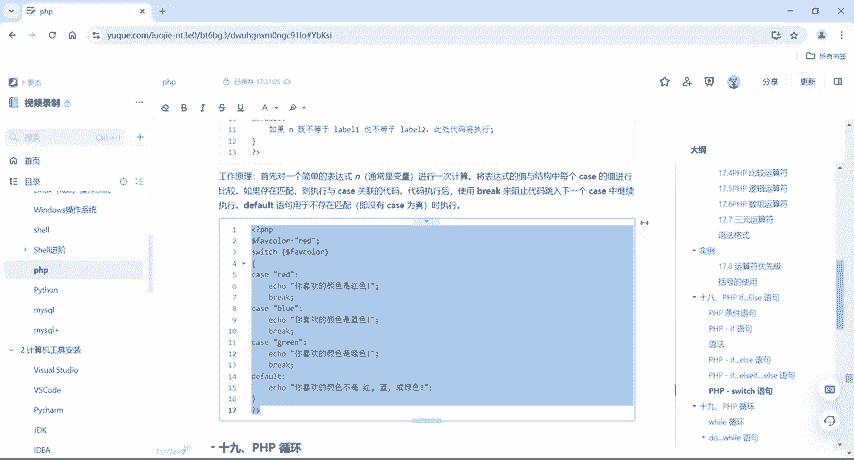 php
yuque.com/luojie-nt3e0/bt6bg3/dwuhgnxm0ngc91lo#YbKsi
所有书签
罗杰
php
已保存 17:31:05
分享
更新
视频录制
搜索
Ctrl + J
首页
目录
Windows操作系统
shell
Shell进阶
php
Python
mysql
mysql+
2.计算机工具安装
Visual Studio
VSCode
Pycharm
JDK
IDEA
11 如果 n 既不等于 label1 也不等于 label2，此处代码将执行;
12 }
13 ?>
工作原理：首先对一个简单的表达式 n（通常是变量）进行一次计算。将表达式的值与结构中每个 case 的值进行
比较。如果存在匹配，则执行与 case 关联的代码。代码执行后，使用 break 来阻止代码跳入下一个 case 中继续
执行。default 语句用于不存在匹配（即没有 case 为真）时执行。
1 <?php
2 $favcolor="red";
3 switch ($favcolor)
4 {
5 case "red":
6 echo "你喜欢的颜色是红色!";
7 break;
8 case "blue":
9 echo "你喜欢的颜色是蓝色!";
10 break;
11 case "green":
12 echo "你喜欢的颜色是绿色!";
13 break;
14 default:
15 echo "你喜欢的颜色不是 红, 蓝, 或绿色!";
16 }
17 ?>
十九、PHP 循环
大纲
17.4PHP 比较运算符
17.5PHP 逻辑运算符
17.6PHP 数组运算符
17.7 三元运算符
语法格式
实例
17.8 运算符优先级
括号的使用
十八、PHP If...Else 语句
PHP 条件语句
PHP - if 语句
语法
PHP - if...else 语句
PHP - if...elseif....else 语句
PHP - switch 语句
十九、PHP 循环
while 循环
do...while 语句